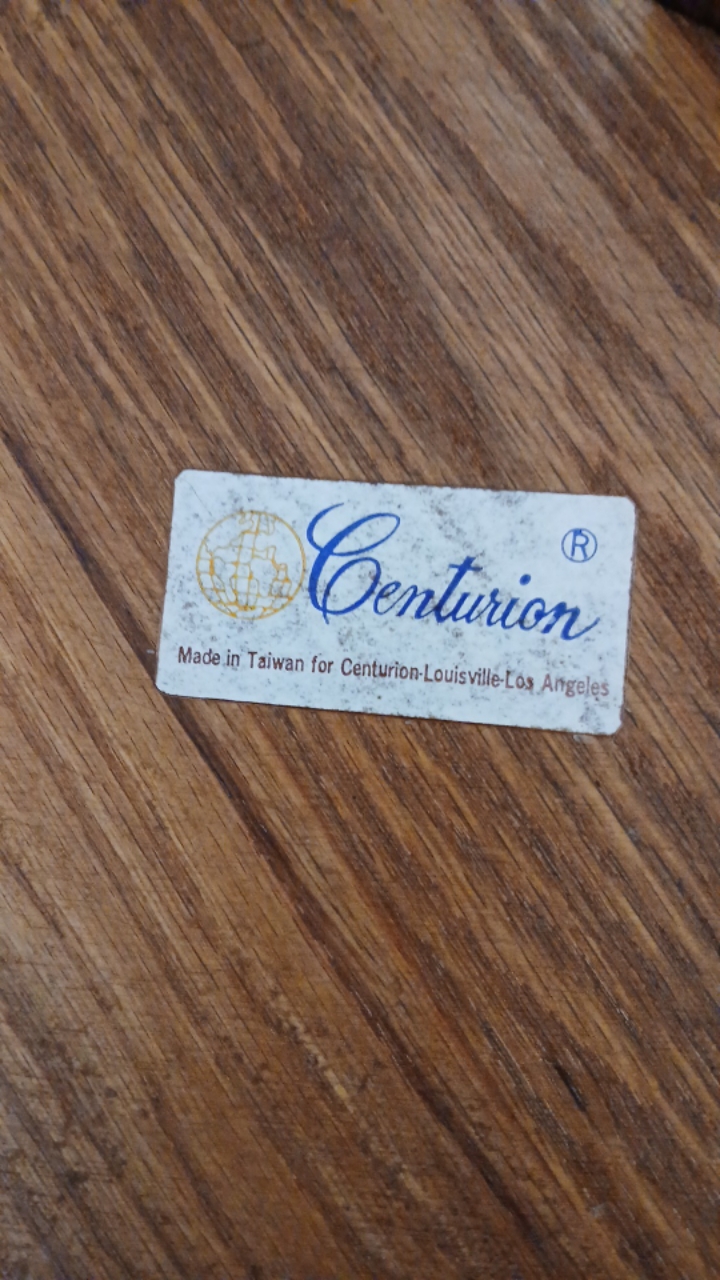 Centurion ®
Made in Taiwan for Centurion-Louisville-Los Angeles